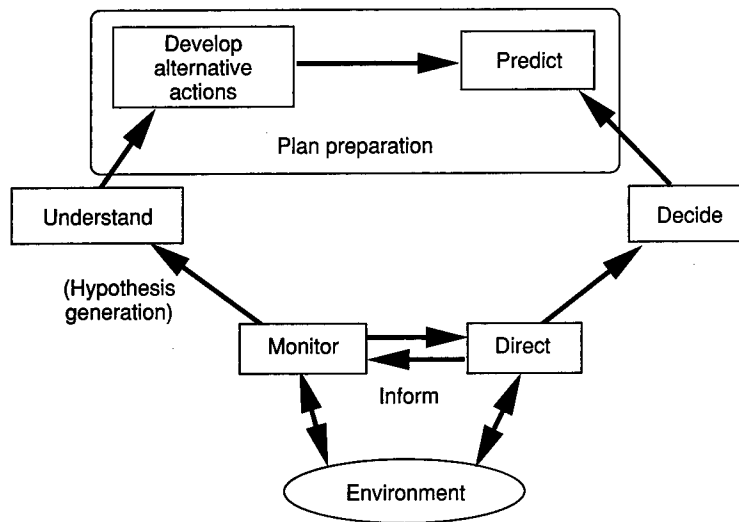 Develop
alternative
actions
Predict
Plan preparation
Understand
Decide
(Hypothesis
generation)
Monitor
Direct
Inform
Environment